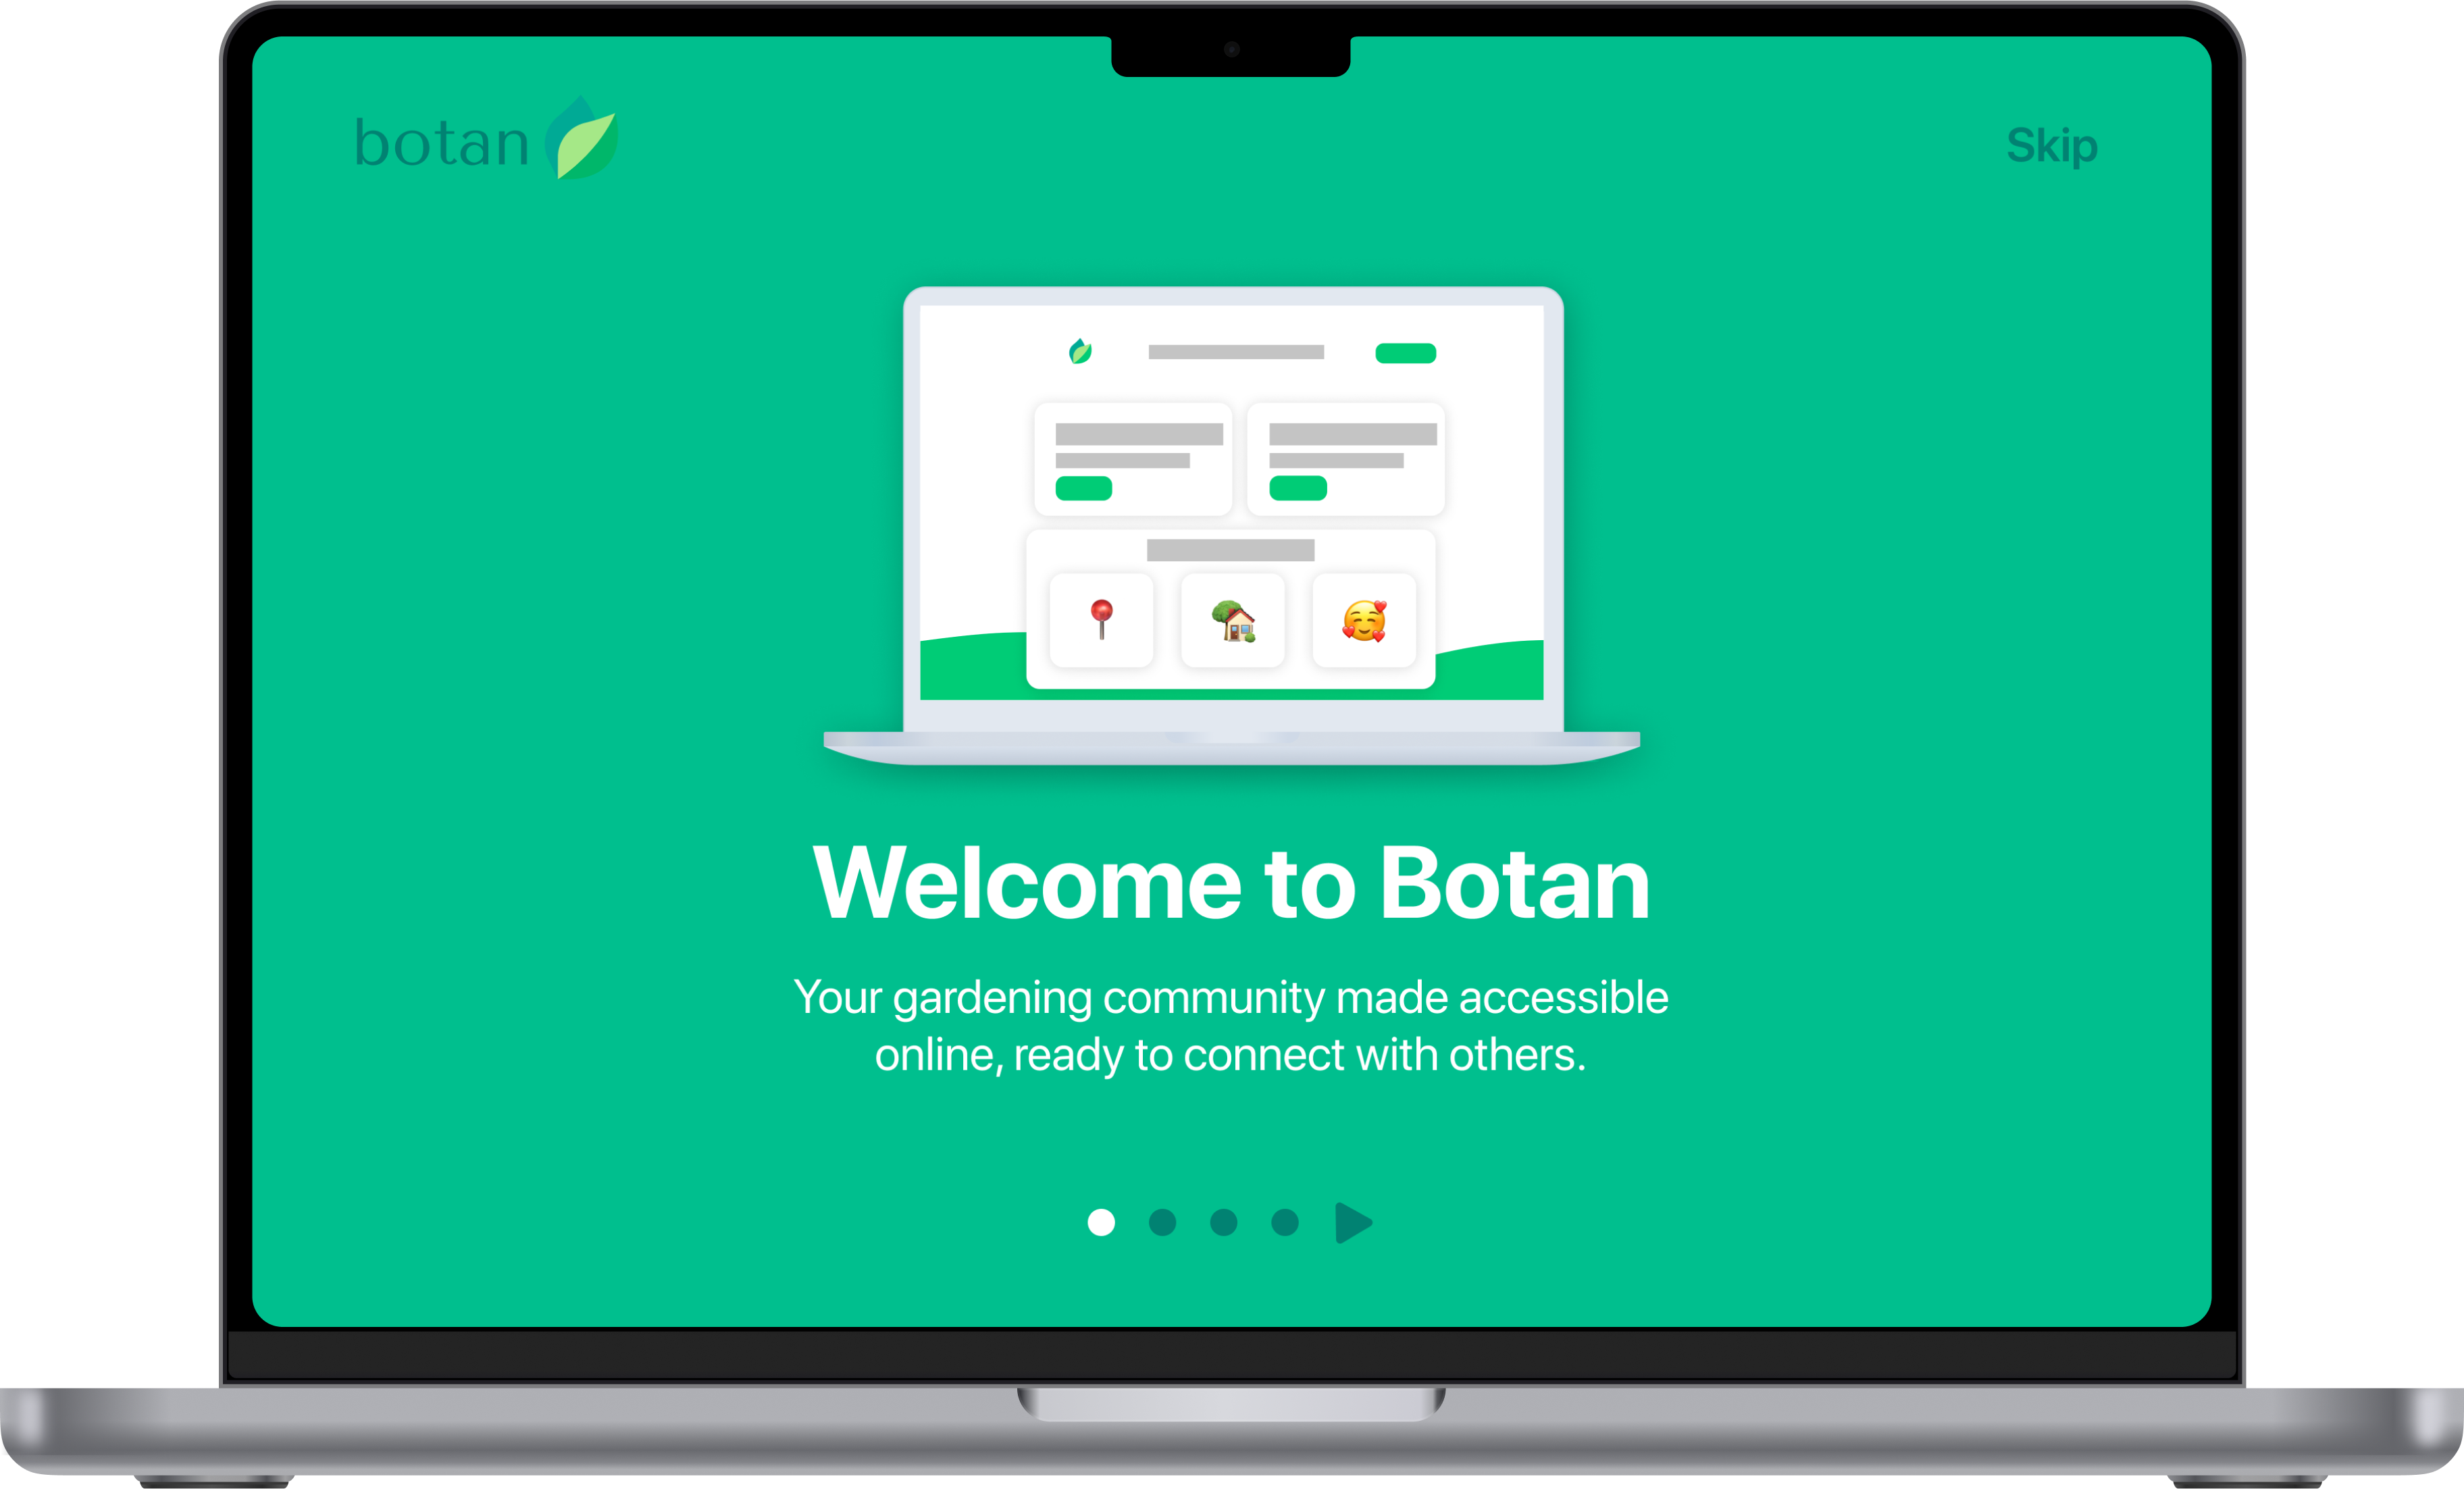 botan
Skip
Welcome to Botan
Your gardening community made accessible
online, ready to connect with others.